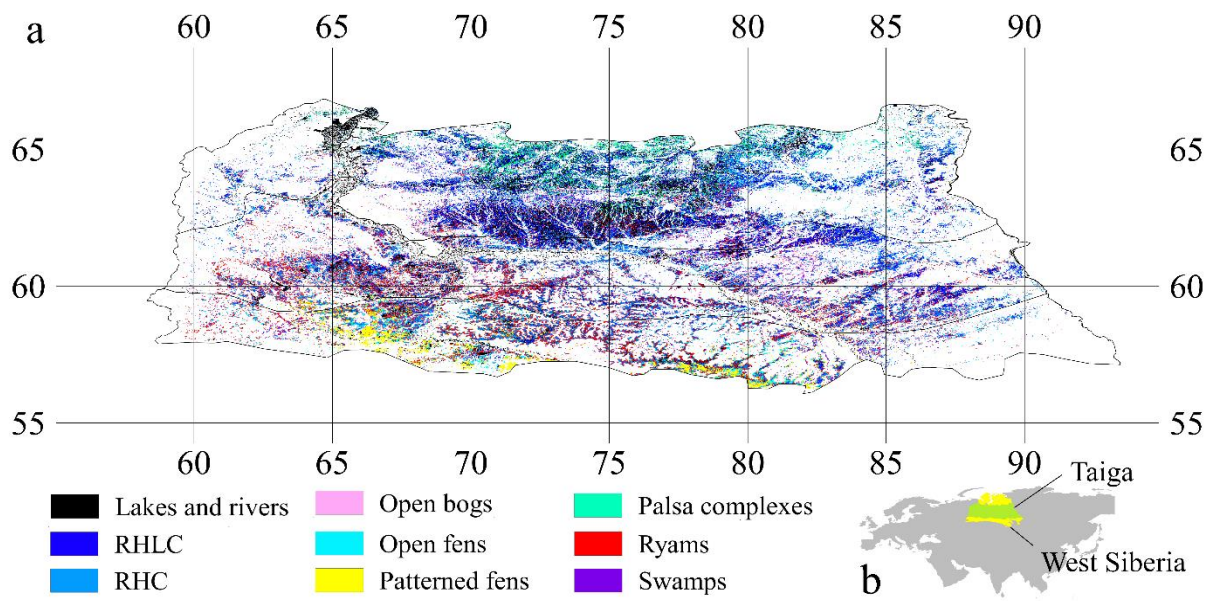 a
60 65 70 75 80 85 90
65 65
60 60
55 55
60 65 70 75 80 85 90
Lakes and rivers Open bogs Palsa complexes
RHLC Open fens Ryams
RHC Patterned fens Swamps
Taiga
West Siberia
b